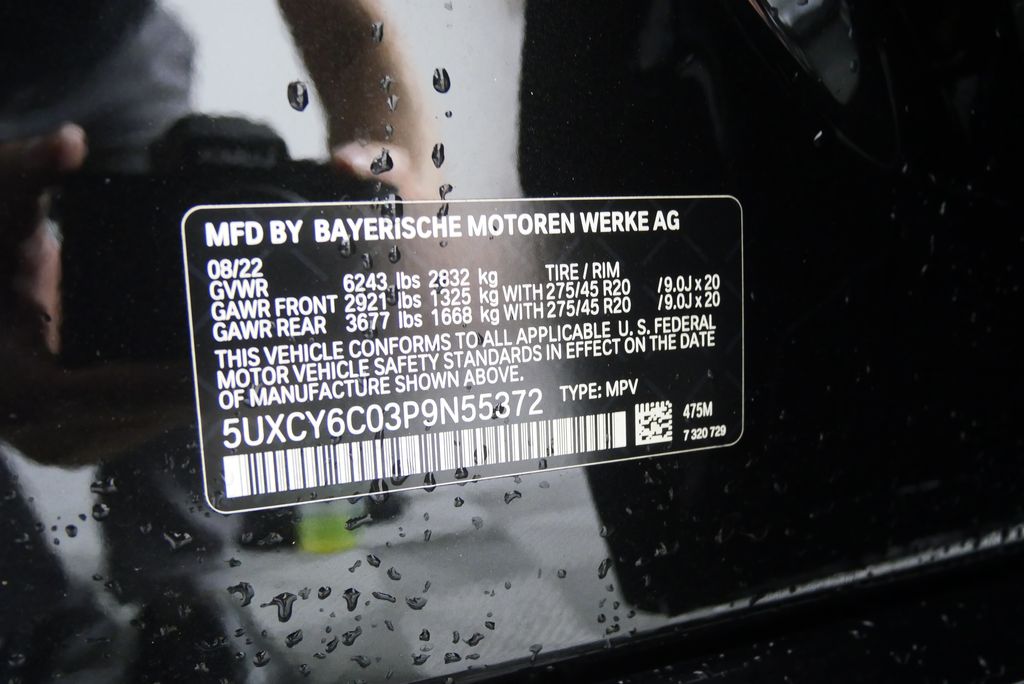 MFD BY BAYERISCHE MOTOREN WERKE AG
08/22
GVWR 6243 lbs 2832 kg TIRE / RIM
GAWR FRONT 2921 lbs 1325 kg WITH 275/45 R20 /9.0J x 20
GAWR REAR 3677 lbs 1668 kg WITH 275/45 R20 /9.0J x 20
THIS VEHICLE CONFORMS TO ALL APPLICABLE U. S. FEDERAL
MOTOR VEHICLE SAFETY STANDARDS IN EFFECT ON THE DATE
OF MANUFACTURE SHOWN ABOVE.
5UXCY6C03P9N55372 TYPE: MPV
475M
7 320 729